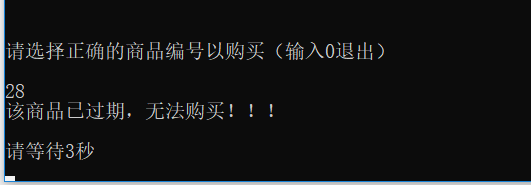 请选择正确的商品编号以购买（输入0退出）
28
该商品已过期，无法购买！！！
请等待3秒